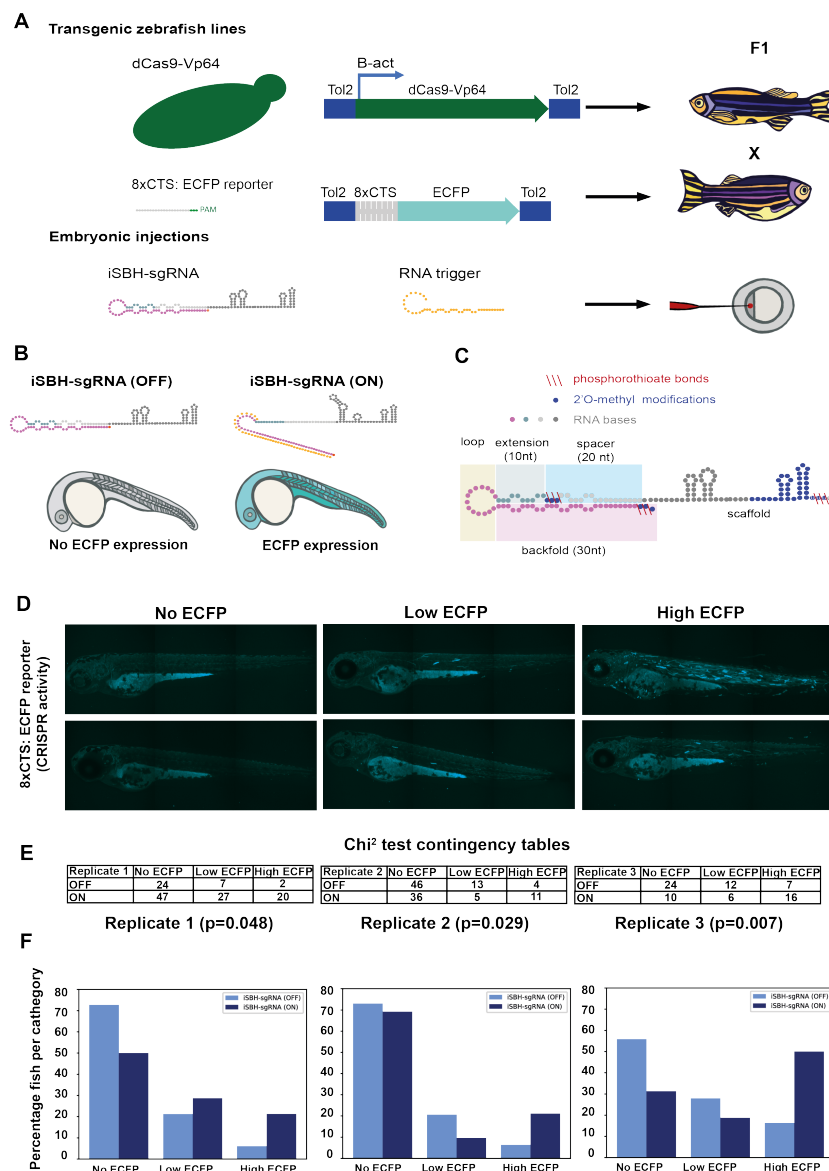 A
Transgenic zebrafish lines
dCas9-Vp64
B-act
Tol2
dCas9-Vp64
Tol2
F1
X
8xCTS: ECFP reporter
PAM
Tol2
8xCTS
ECFP
Tol2
Embryonic injections
iSBH-sgRNA
RNA trigger
B
iSBH-sgRNA (OFF)
iSBH-sgRNA (ON)
No ECFP expression
ECFP expression
C
phosphorothioate bonds
2'O-methyl modifications
RNA bases
loop
extension
(10nt)
spacer
(20 nt)
scaffold
backfold (30nt)
D
No ECFP
Low ECFP
High ECFP
8xCTS: ECFP reporter
(CRISPR activity)
Chi² test contingency tables
E
Replicate 1 No ECFP Low ECFP High ECFP
OFF 24 7 2
ON 47 27 20
Replicate 2 No ECFP Low ECFP High ECFP
OFF 46 13 4
ON 36 5 11
Replicate 3 No ECFP Low ECFP High ECFP
OFF 24 12 7
ON 10 6 16
Replicate 1 (p=0.048)
Replicate 2 (p=0.029)
Replicate 3 (p=0.007)
F
Percentage fish per cathegory
80
70
60
50
40
30
20
10
0
iSBH-sgRNA (OFF)
iSBH-sgRNA (ON)
No ECFP
Low ECFP
High ECFP
80
70
60
50
40
30
20
10
0
iSBH-sgRNA (OFF)
iSBH-sgRNA (ON)
No ECFP
Low ECFP
High ECFP
80
70
60
50
40
30
20
10
0
iSBH-sgRNA (OFF)
iSBH-sgRNA (ON)
No ECFP
Low ECFP
High ECFP